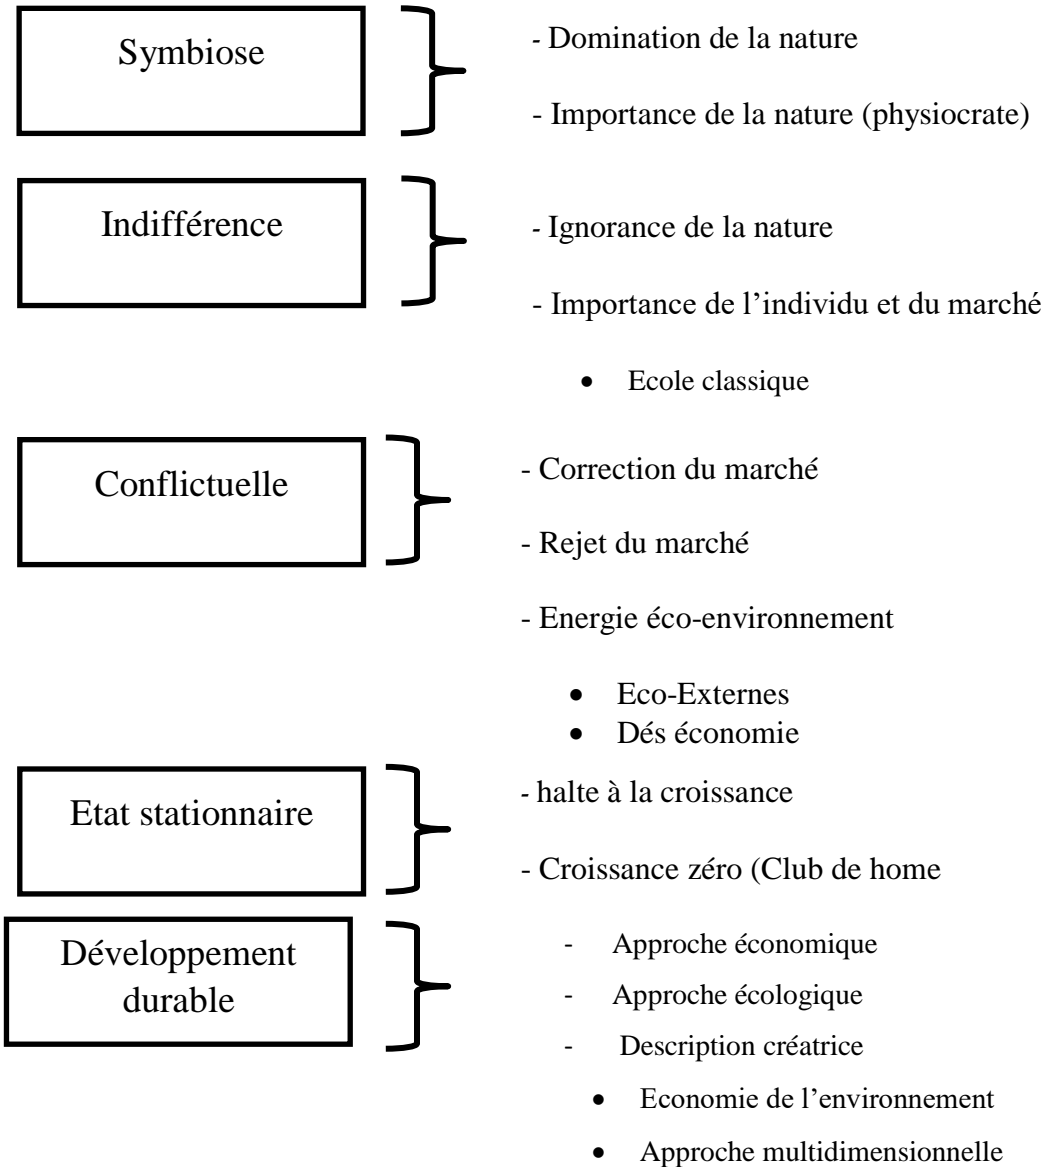 Symbiose
- Domination de la nature
- Importance de la nature (physiocrate)
Indifférence
- Ignorance de la nature
- Importance de l’individu et du marché
• Ecole classique
Conflictuelle
- Correction du marché
- Rejet du marché
- Energie éco-environnement
• Eco-Externes
• Dés économie
Etat stationnaire
- halte à la croissance
- Croissance zéro (Club de home
Développement
durable
- Approche économique
- Approche écologique
- Description créatrice
• Economie de l’environnement
• Approche multidimensionnelle